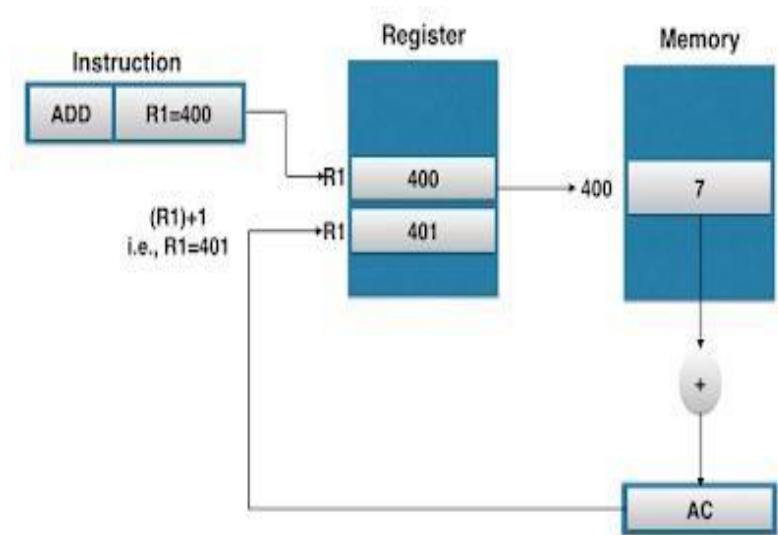 Register
Memory
Instruction
ADD
R1=400
R1
400
400
7
(R1)+1
i.e., R1=401
R1
401
+
AC